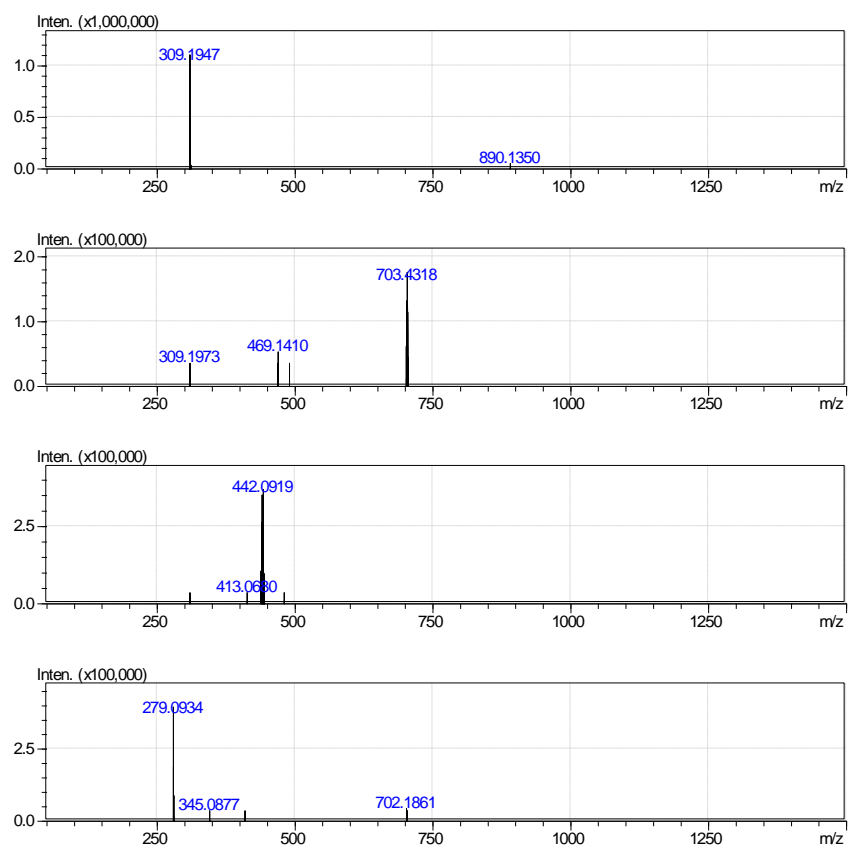 Inten. (x1,000,000)
309.1947
1.0
0.5
890.1350
0.0
250 500 750 1000 1250 m/z
Inten. (x100,000)
2.0
703.4318
1.0
469.1410
309.1973
0.0
250 500 750 1000 1250 m/z
Inten. (x100,000)
442.0919
2.5
413.0680
0.0
250 500 750 1000 1250 m/z
Inten. (x100,000)
279.0934
2.5
345.0877 702.1861
0.0
250 500 750 1000 1250 m/z